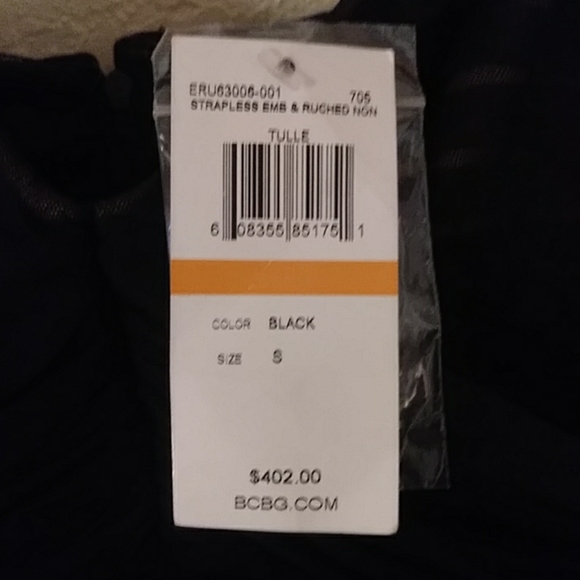 ERU63006-001 705
STRAPLESS EMB & RUCHED NON
TULLE
6 08355 85175 1
COLOR BLACK
SIZE S
$402.00
BCBG.COM